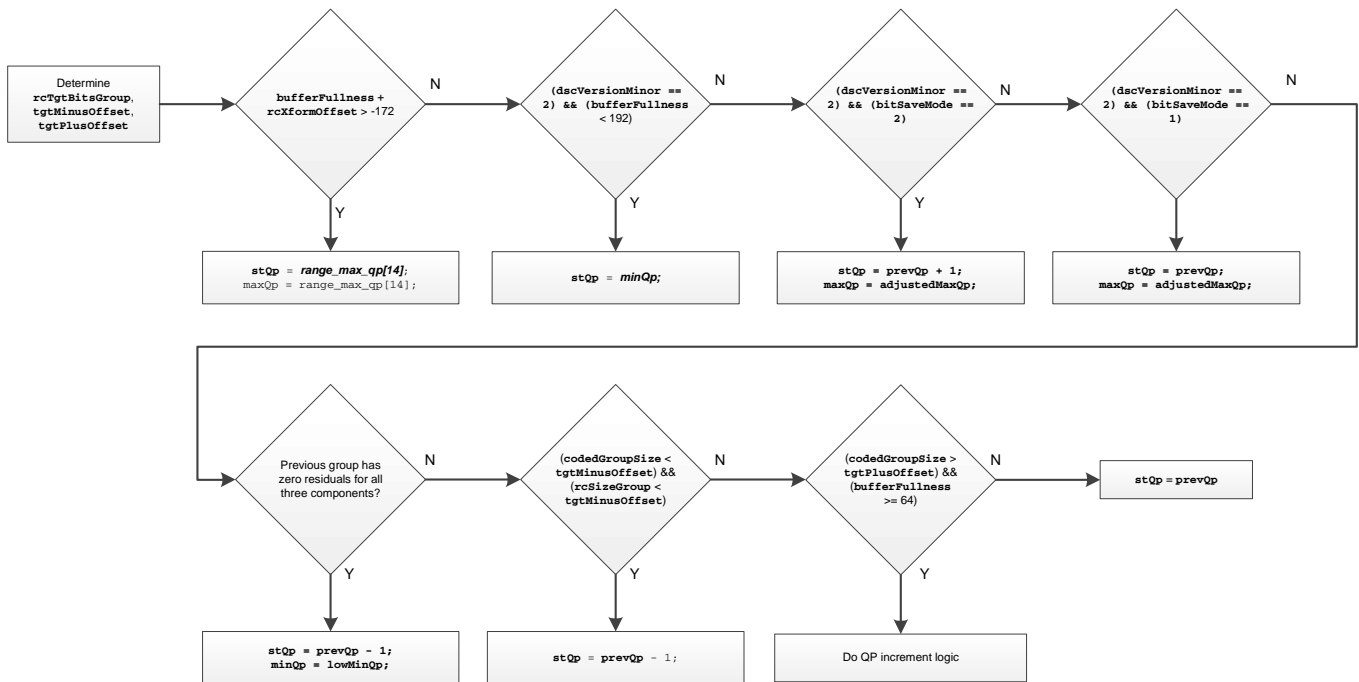 Determine
rcTgtBitsGroup,
tgtMinusOffset,
tgtPlusOffset
bufferFullness +
rcXformOffset > -172
N
Y
stQp = range_max_qp[14];
maxQp = range_max_qp[14];
(dscVersionMinor ==
2) && (bufferFullness
< 192)
N
Y
stQp = minQp;
(dscVersionMinor ==
2) && (bitSaveMode ==
2)
N
Y
stQp = prevQp + 1;
maxQp = adjustedMaxQp;
(dscVersionMinor ==
2) && (bitSaveMode ==
1)
N
Y
stQp = prevQp;
maxQp = adjustedMaxQp;
Previous group has
zero residuals for all
three components?
N
Y
stQp = prevQp - 1;
minQp = lowMinQp;
(codedGroupSize <
tgtMinusOffset) &&
(rcSizeGroup <
tgtMinusOffset)
N
Y
stQp = prevQp - 1;
(codedGroupSize >
tgtPlusOffset) &&
(bufferFullness
>= 64)
N
Y
Do QP increment logic
stQp = prevQp